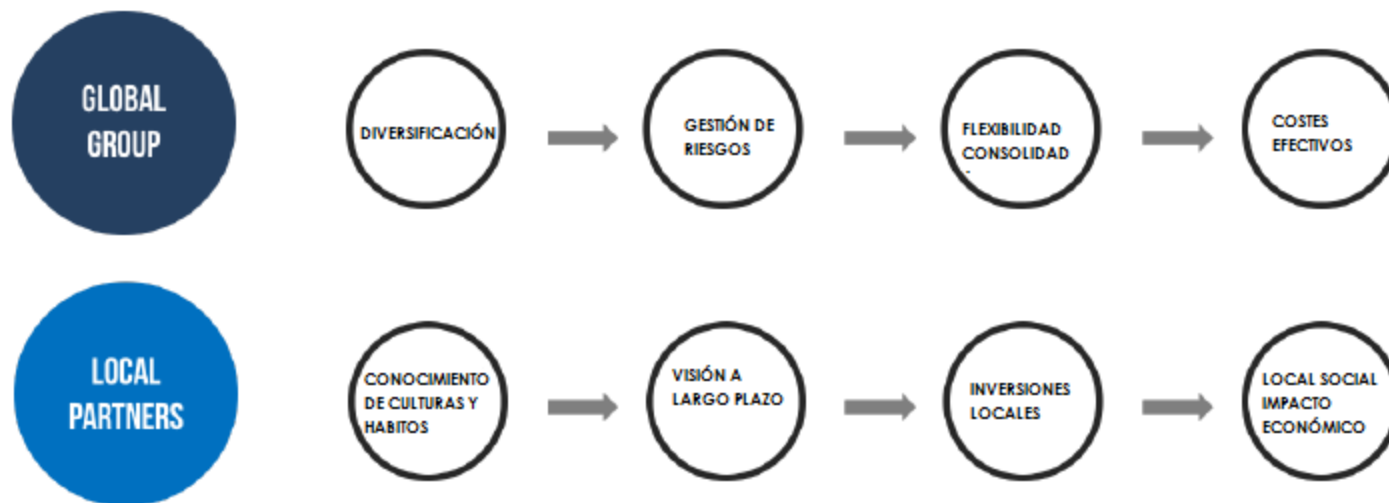 GLOBAL
GROUP
DIVERSIFICACIÓN
GESTIÓN DE
RIESGOS
FLEXIBILIDAD
CONSOLIDAD
COSTES
EFECTIVOS
LOCAL
PARTNERS
CONOCIMIENTO
DE CULTURAS Y
HABITOS
VISIÓN A
LARGO PLAZO
INVERSIONES
LOCALES
LOCAL SOCIAL
IMPACTO
ECONÓMICO